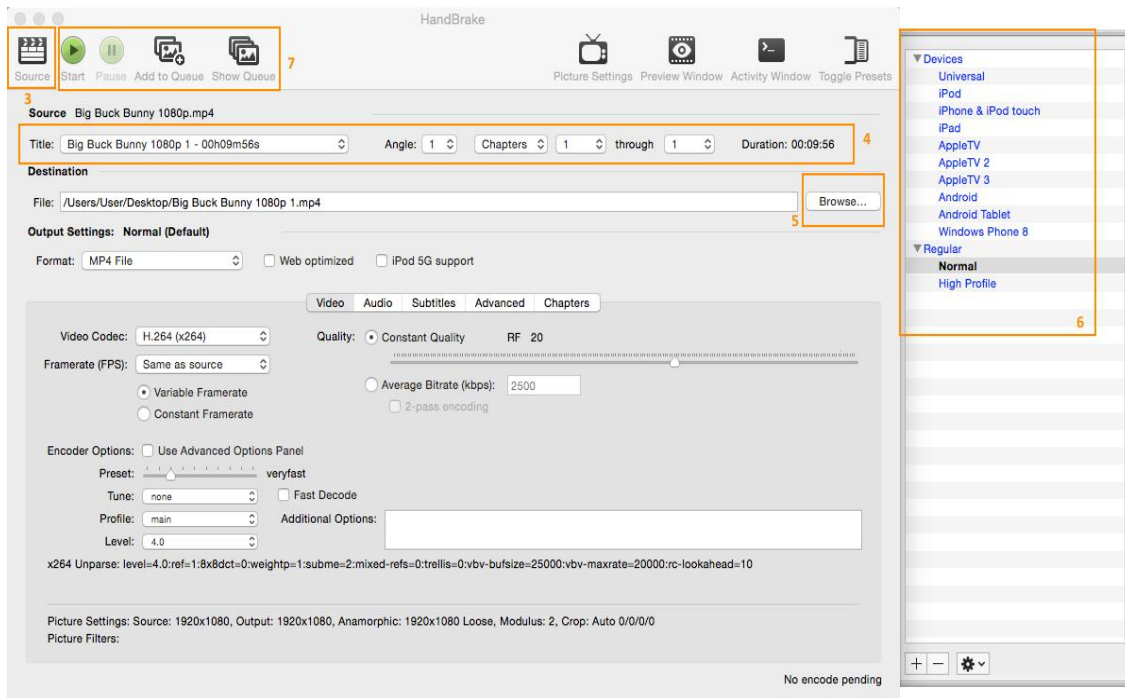 HandBrake
Source Start Pause Add to Queue Show Queue 7 Picture Settings Preview Window Activity Window Toggle Presets
3
Source Big Buck Bunny 1080p.mp4
Title: Big Buck Bunny 1080p 1 - 00h09m56s Angle: 1 Chapters 1 through 1 Duration: 00:09:56 4
Destination
File: /Users/User/Desktop/Big Buck Bunny 1080p 1.mp4 Browse...
5
Output Settings: Normal (Default)
Format: MP4 File Web optimized iPod 5G support
Video Audio Subtitles Advanced Chapters
Video Codec: H.264 (x264) Quality: Constant Quality RF 20
Framerate (FPS): Same as source
Variable Framerate Average Bitrate (kbps): 2500
Constant Framerate 2-pass encoding
Encoder Options: Use Advanced Options Panel
Preset: veryfast
Tune: none Fast Decode
Profile: main Additional Options:
Level: 4.0
x264 Unparse: level=4.0:ref=1:8x8dct=0:weightp=1:subme=2:mixed-refs=0:trellis=0:vbv-bufsize=25000:vbv-maxrate=20000:rc-lookahead=10
Picture Settings: Source: 1920x1080, Output: 1920x1080, Anamorphic: 1920x1080 Loose, Modulus: 2, Crop: Auto 0/0/0/0
Picture Filters:
No encode pending
Devices
Universal
iPod
iPhone & iPod touch
iPad
AppleTV
AppleTV 2
AppleTV 3
Android
Android Tablet
Windows Phone 8
Regular
Normal
High Profile
6